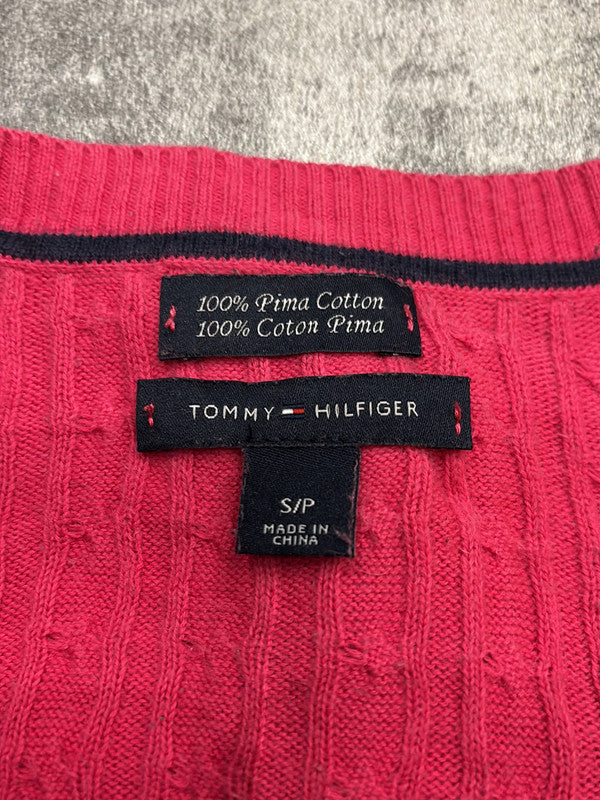 100% Pima Cotton
100% Coton Pima
TOMMY HILFIGER
S/P
MADE IN
CHINA